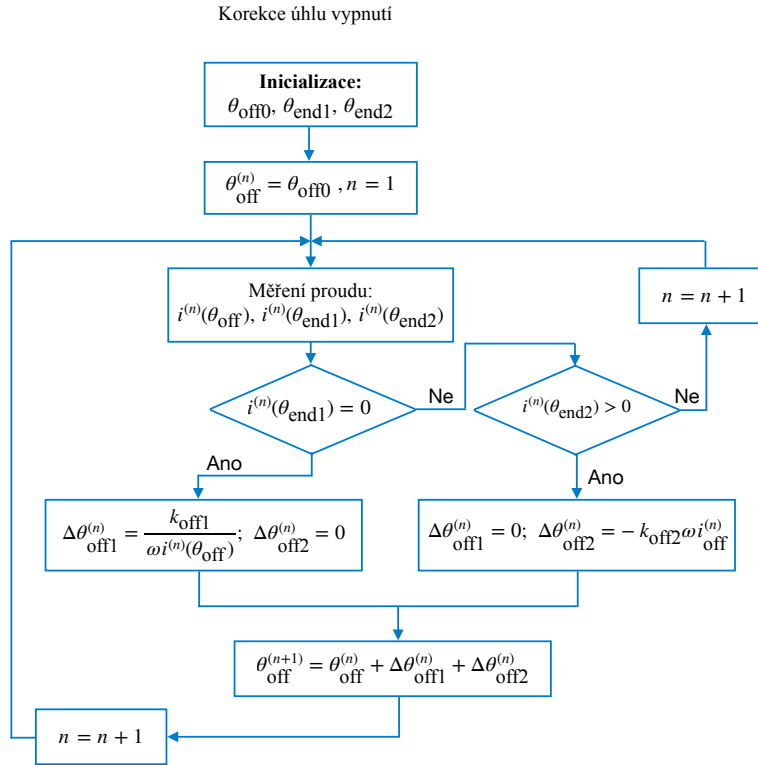 Korekce úhlu vypnutí
Inicializace:
θ_off0, θ_end1, θ_end2
θ_off^(n) = θ_off0 , n = 1
Měření proudu:
i^(n)(θ_off), i^(n)(θ_end1), i^(n)(θ_end2)
n = n + 1
i^(n)(θ_end1) = 0
Ne
i^(n)(θ_end2) > 0
Ne
Ano
Ano
Δθ_off1^(n) = k_off1 / ωi^(n)(θ_off); Δθ_off2^(n) = 0
Δθ_off1^(n) = 0; Δθ_off2^(n) = − k_off2 ωi_off^(n)
θ_off^(n+1) = θ_off^(n) + Δθ_off1^(n) + Δθ_off2^(n)
n = n + 1